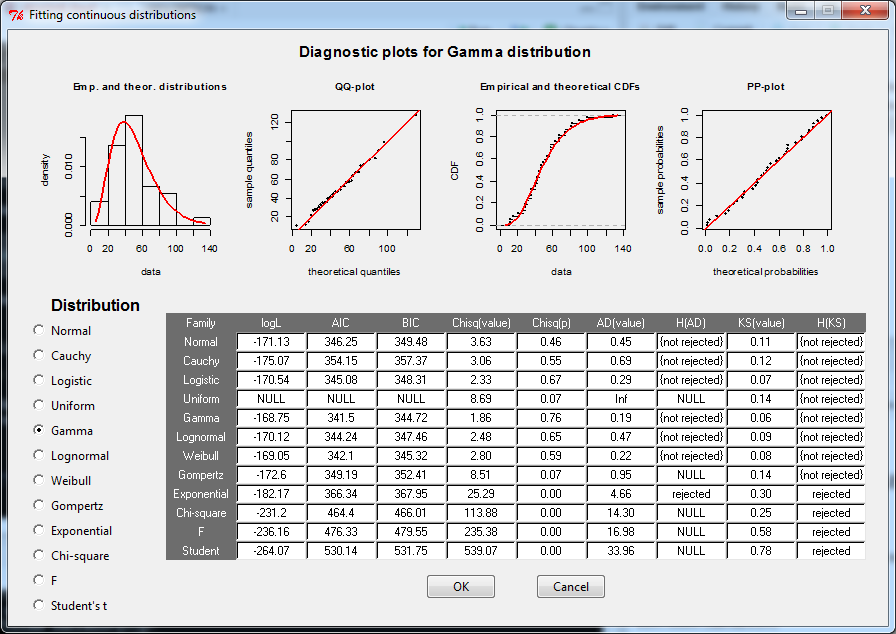 Fitting continuous distributions
Diagnostic plots for Gamma distribution
Emp. and theor. distributions
QQ-plot
Empirical and theoretical CDFs
PP-plot
density
0.000 0.010
0 20 60 100 140
data
sample quantiles
20 40 60 80 120
0 20 60 100
theoretical quantiles
CDF
0.0 0.2 0.4 0.6 0.8 1.0
0 20 60 100 140
data
sample probabilities
0.0 0.2 0.4 0.6 0.8 1.0
0.0 0.2 0.4 0.6 0.8 1.0
theoretical probabilities
Distribution
Normal
Cauchy
Logistic
Uniform
Gamma
Lognormal
Weibull
Gompertz
Exponential
Chi-square
F
Student's t
Family logL AIC BIC Chisq(value) Chisq(p) AD(value) H(AD) KS(value) H(KS)
Normal -171.13 346.25 349.48 3.63 0.46 0.45 {not rejected} 0.11 {not rejected}
Cauchy -175.07 354.15 357.37 3.06 0.55 0.69 {not rejected} 0.12 {not rejected}
Logistic -170.54 345.08 348.31 2.33 0.67 0.29 {not rejected} 0.07 {not rejected}
Uniform NULL NULL NULL 8.69 0.07 Inf NULL 0.14 {not rejected}
Gamma -168.75 341.5 344.72 1.86 0.76 0.19 {not rejected} 0.06 {not rejected}
Lognormal -170.12 344.24 347.46 2.48 0.65 0.47 {not rejected} 0.09 {not rejected}
Weibull -169.05 342.1 345.32 2.80 0.59 0.22 {not rejected} 0.08 {not rejected}
Gompertz -172.6 349.19 352.41 8.51 0.07 0.95 NULL 0.14 {not rejected}
Exponential -182.17 366.34 367.95 25.29 0.00 4.66 rejected 0.30 rejected
Chi-square -231.2 464.4 466.01 113.88 0.00 14.30 NULL 0.25 rejected
F -236.16 476.33 479.55 235.38 0.00 16.98 NULL 0.58 rejected
Student -264.07 530.14 531.75 539.07 0.00 33.96 NULL 0.78 rejected
OK
Cancel